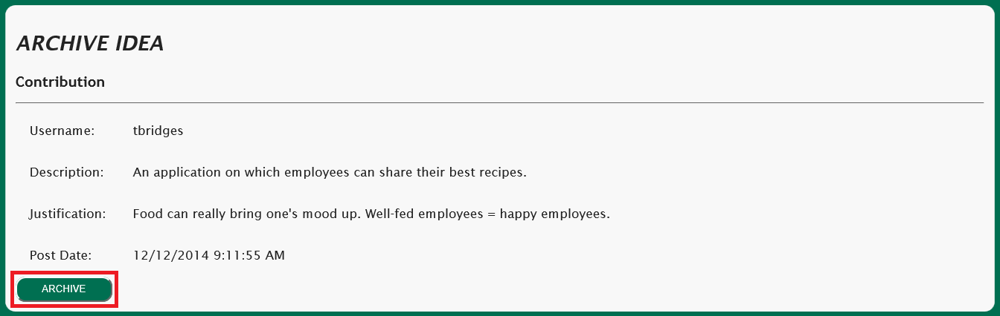 ARCHIVE IDEA
Contribution
Username: tbridges
Description: An application on which employees can share their best recipes.
Justification: Food can really bring one's mood up. Well-fed employees = happy employees.
Post Date: 12/12/2014 9:11:55 AM
ARCHIVE